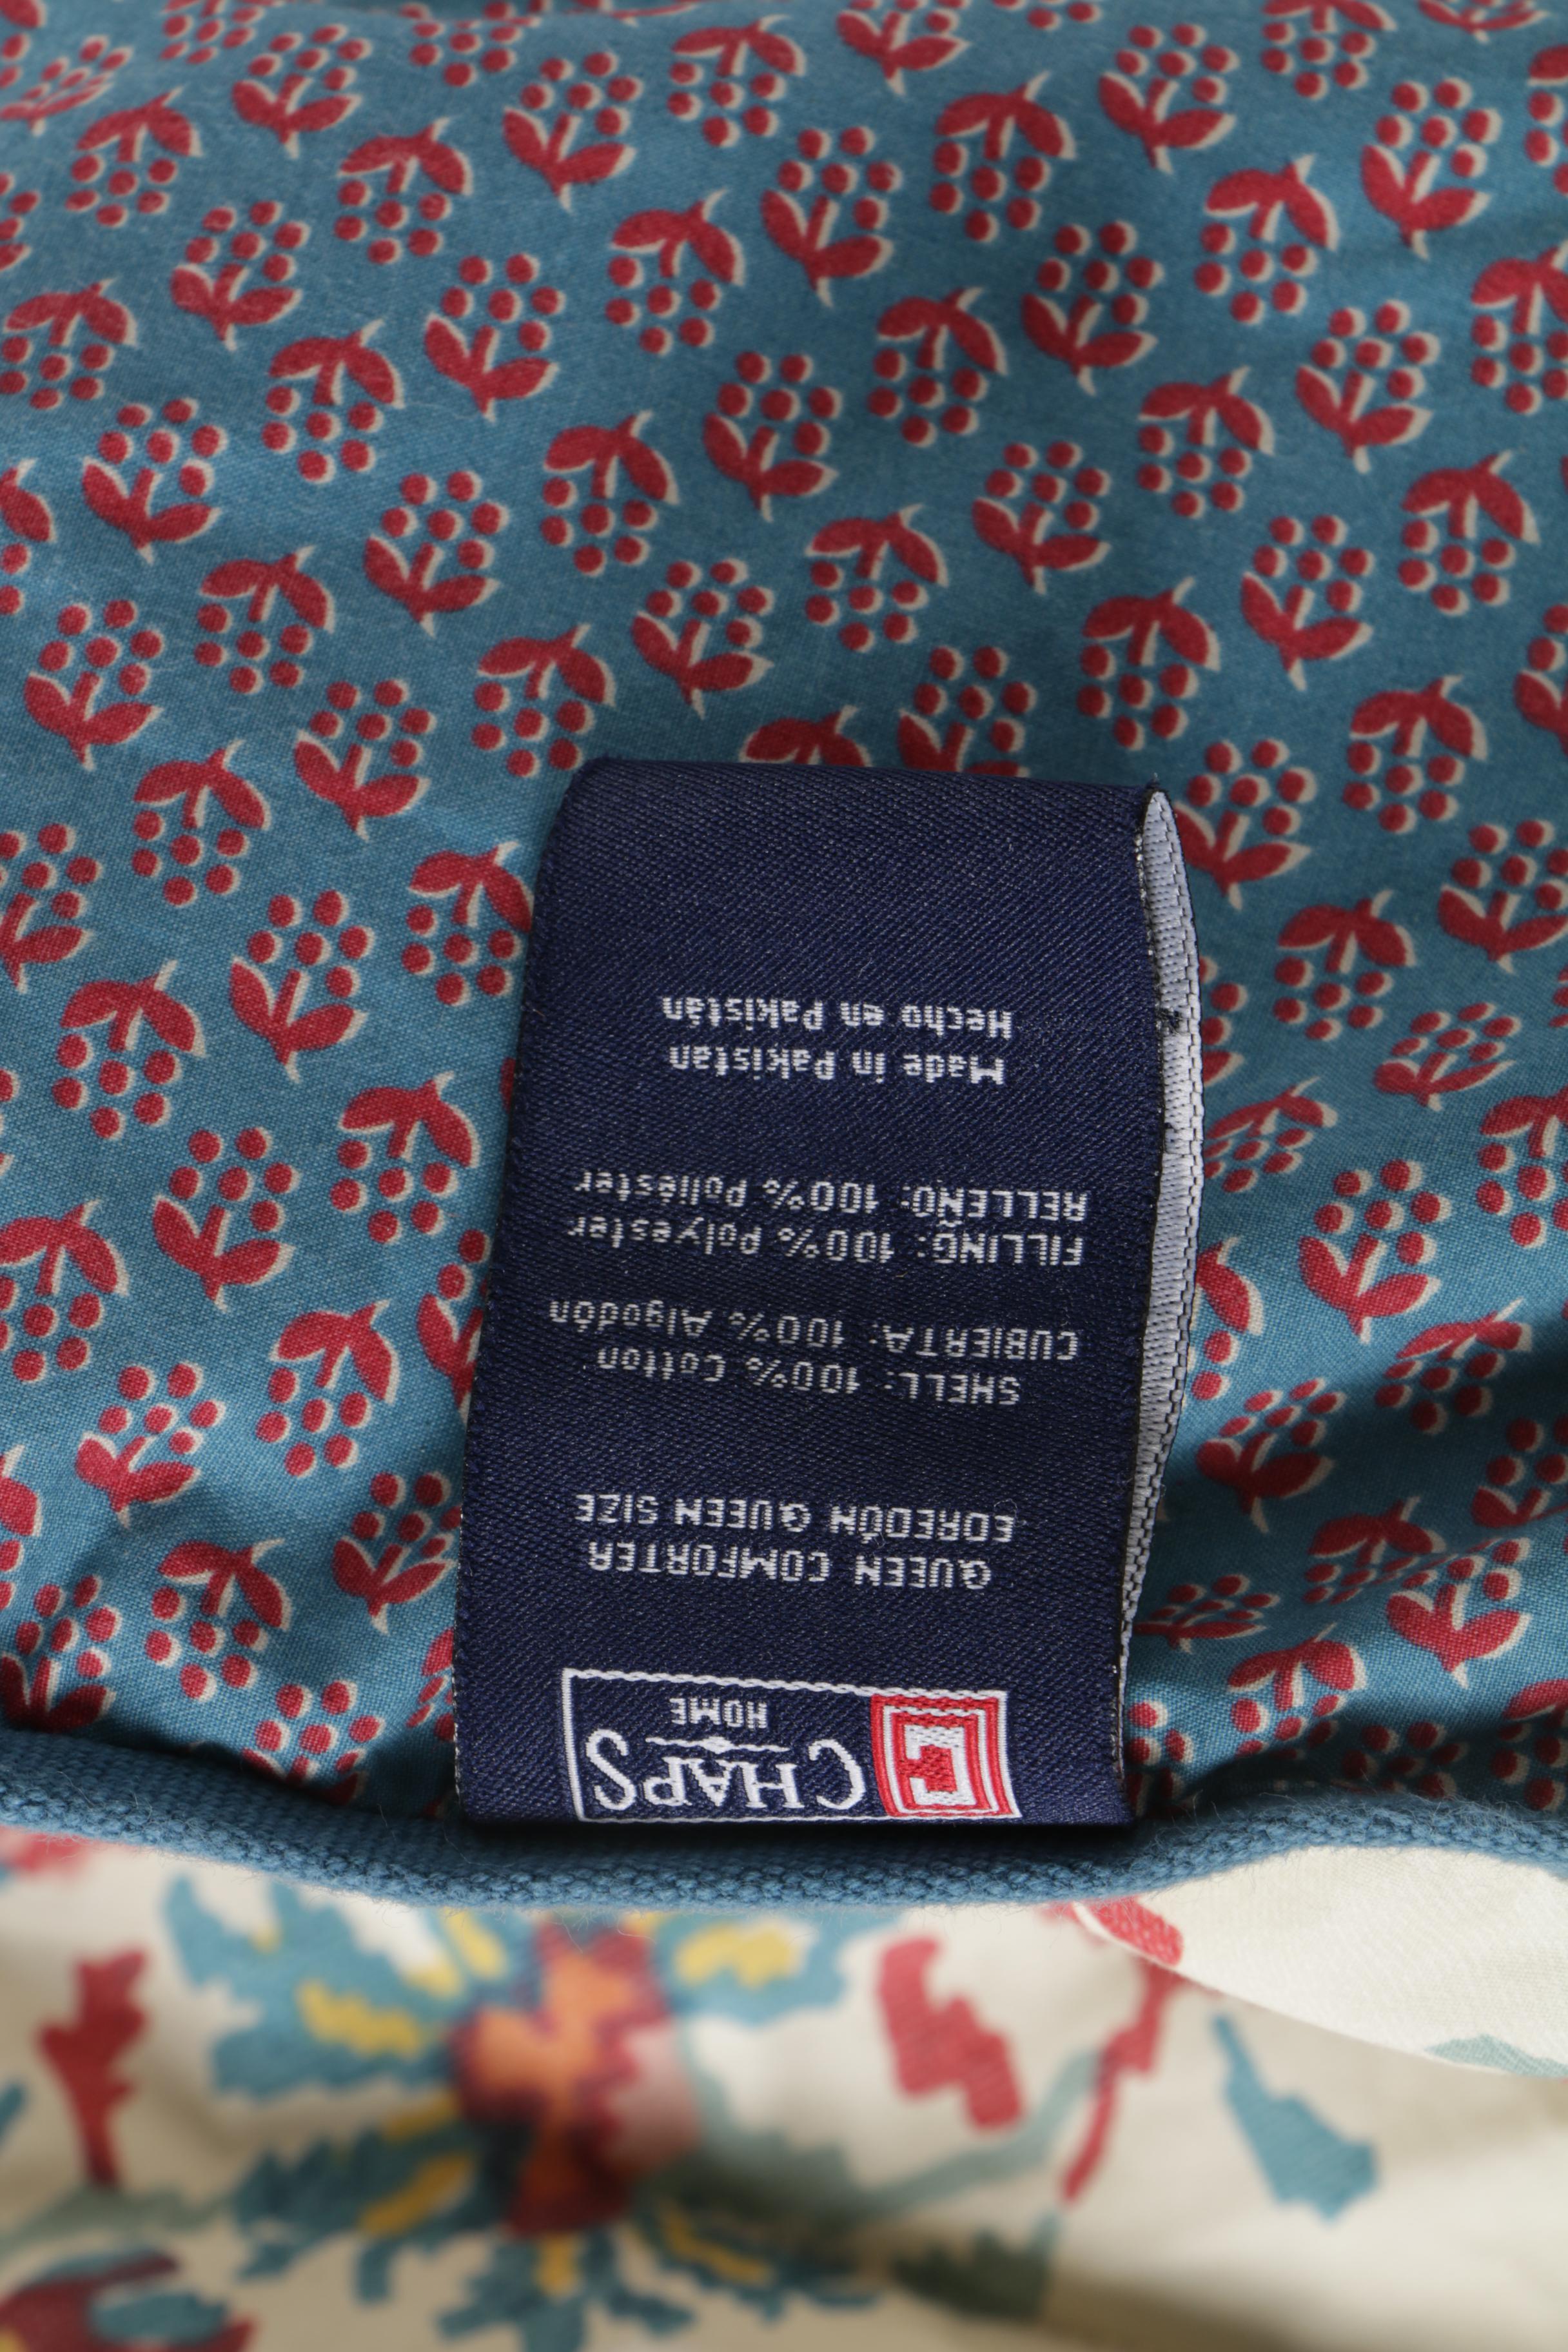 C CHAPS
HOME
QUEEN COMFORTER
EDREDÓN QUEEN SIZE
SHELL: 100% Cotton
CUBIERTA: 100% Algodón
FILLING: 100% Polyester
RELLENO: 100% Poliéster
Made in Pakistan
Hecho en Pakistán